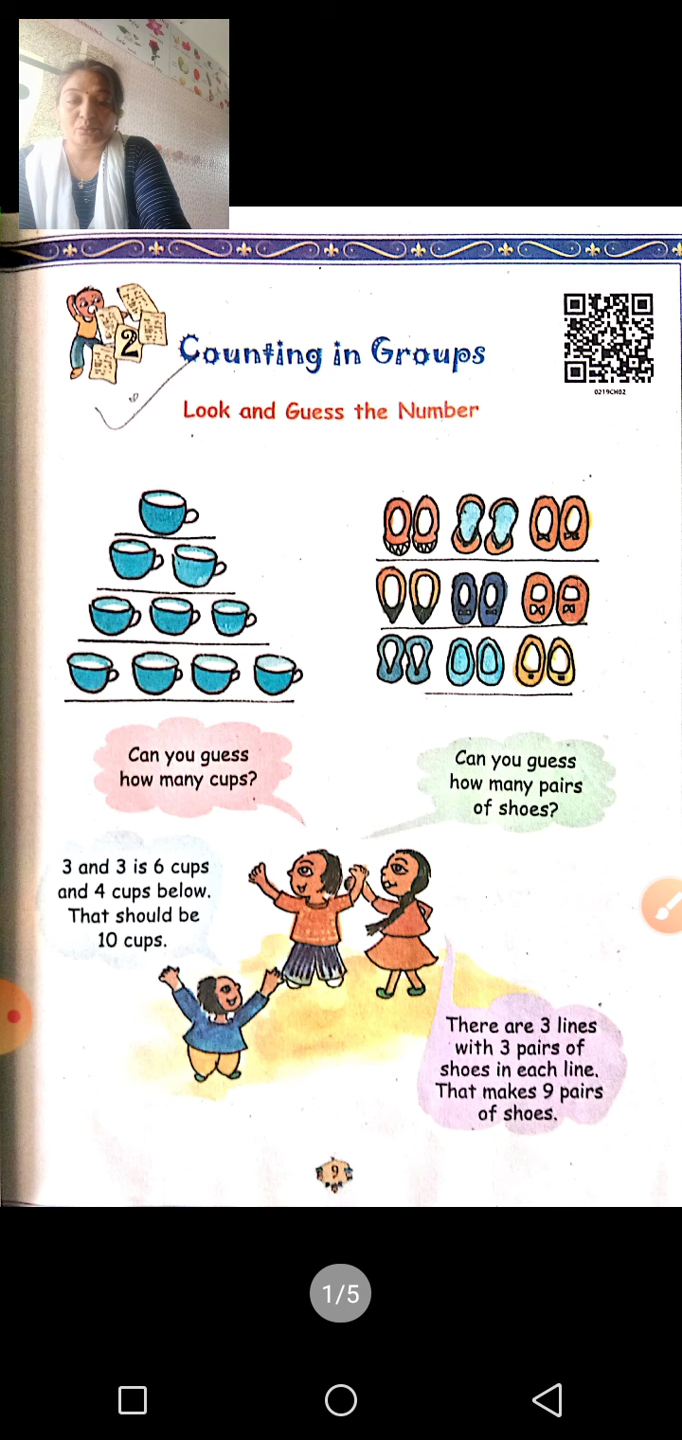 2
Counting in Groups
0219CH02
Look and Guess the Number
Can you guess
how many cups?
Can you guess
how many pairs
of shoes?
3 and 3 is 6 cups
and 4 cups below.
That should be
10 cups.
There are 3 lines
with 3 pairs of
shoes in each line.
That makes 9 pairs
of shoes.
9
1/5